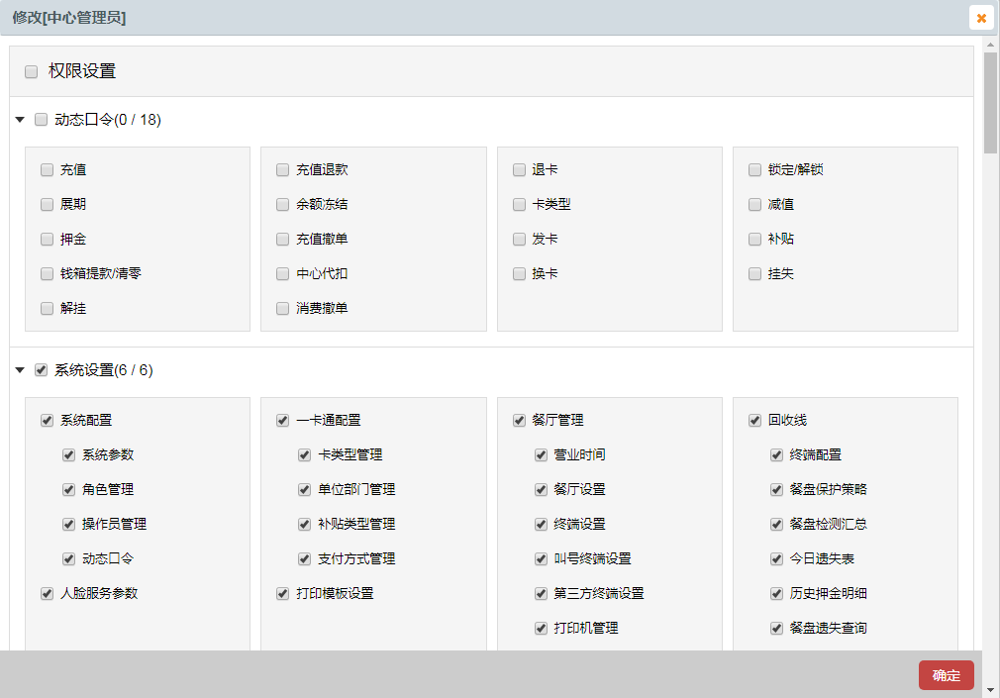 修改[中心管理员]
权限设置
动态口令(0 / 18)
充值
充值退款
退卡
锁定/解锁
展期
余额冻结
卡类型
减值
押金
充值撤单
发卡
补贴
钱箱提款/清零
中心代扣
换卡
挂失
解挂
消费撤单
系统设置(6 / 6)
系统配置
一卡通配置
餐厅管理
回收线
系统参数
卡类型管理
营业时间
终端配置
角色管理
单位部门管理
餐厅设置
餐盘保护策略
操作员管理
补贴类型管理
终端设置
餐盘检测汇总
动态口令
支付方式管理
叫号终端设置
今日遗失表
人脸服务参数
打印模板设置
第三方终端设置
历史押金明细
打印机管理
餐盘遗失查询
确定